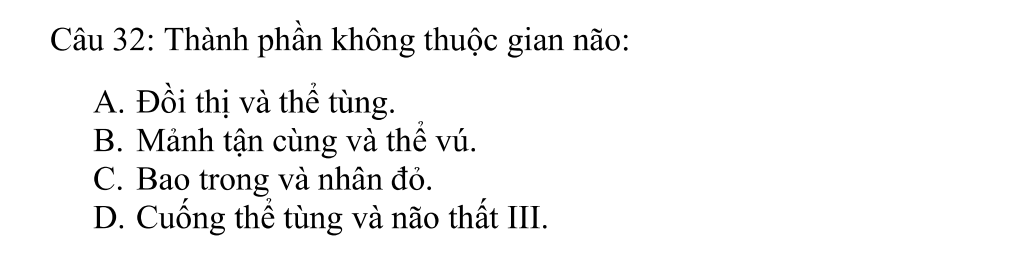 Câu 32: Thành phần không thuộc gian não:
A. Đồi thị và thể tùng.
B. Mảnh tận cùng và thể vú.
C. Bao trong và nhân đỏ.
D. Cuống thể tùng và não thất III.